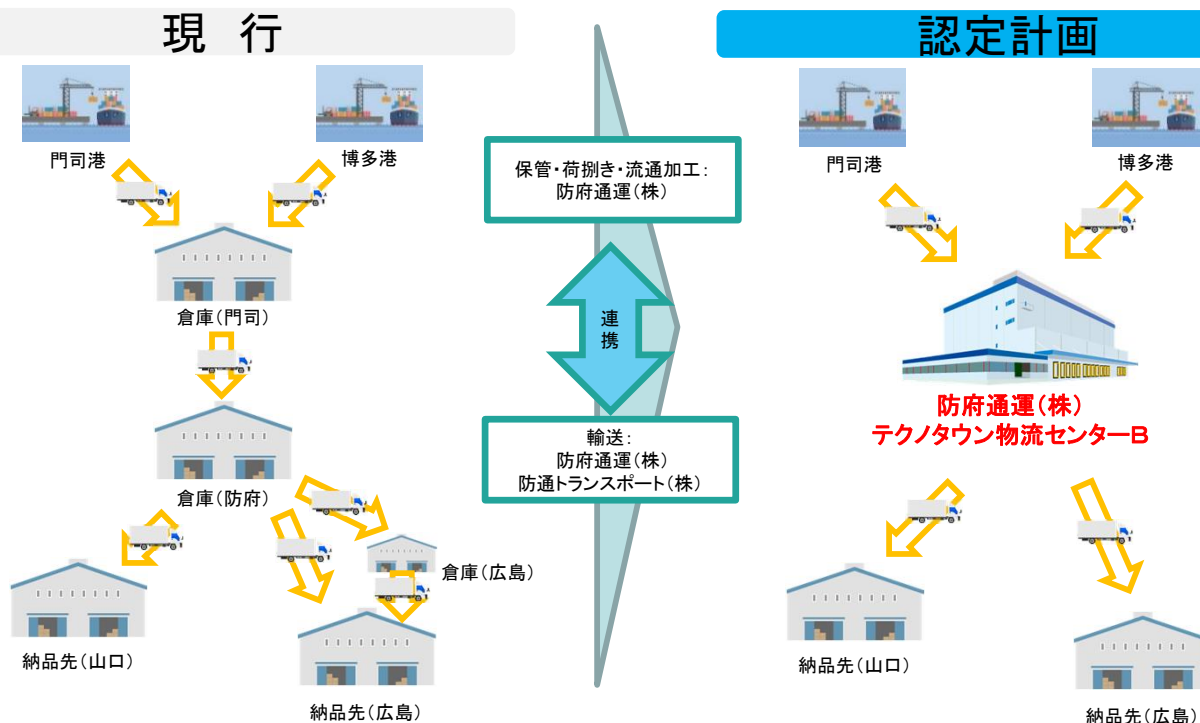 現 行
門司港
博多港
倉庫(門司)
倉庫(防府)
倉庫(広島)
納品先(山口)
納品先(広島)
保管・荷捌き・流通加工:
防府通運(株)
連
携
輸送:
防府通運(株)
防通トランスポート(株)
認定計画
門司港
博多港
防府通運(株)
テクノタウン物流センターB
納品先(山口)
納品先(広島)